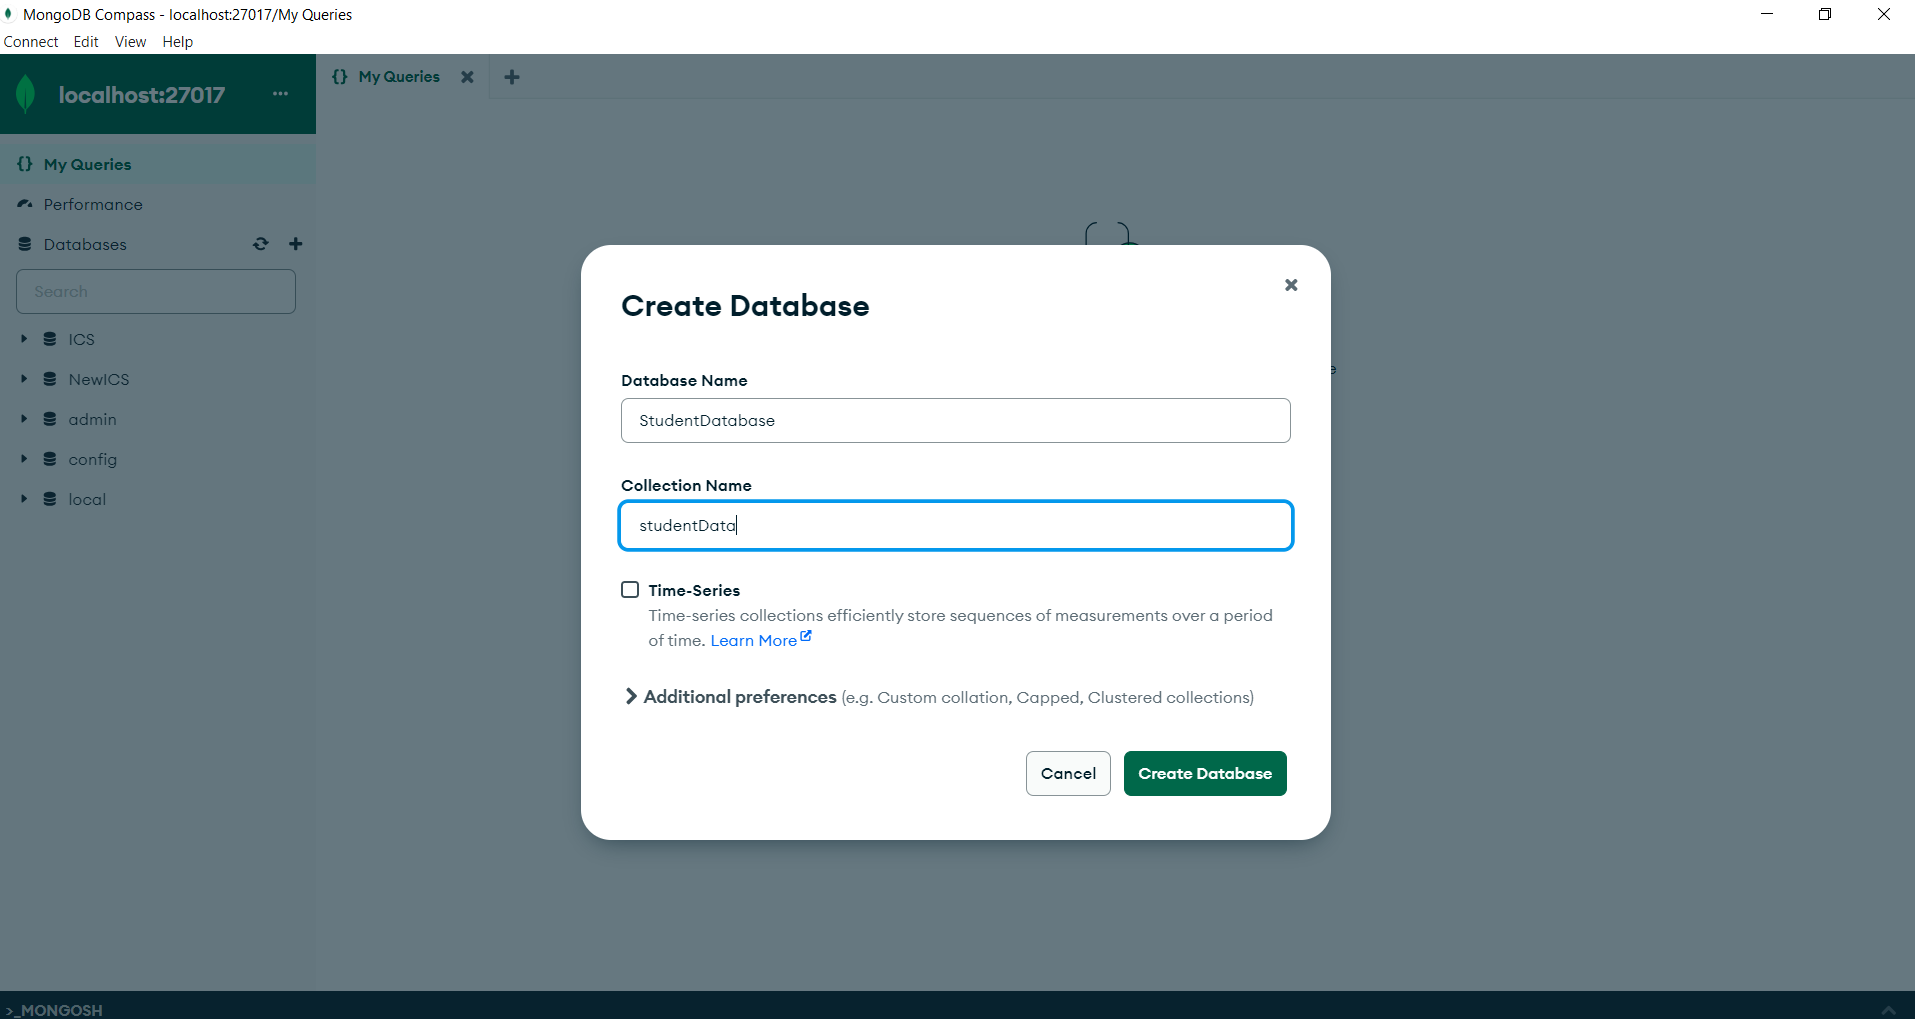 MongoDB Compass - localhost:27017/My Queries
Connect Edit View Help
localhost:27017 ...
{} My Queries
{} My Queries
Performance
Databases
Search
ICS
NewICS
admin
config
local
Create Database
Database Name
StudentDatabase
Collection Name
studentData
Time-Series
Time-series collections efficiently store sequences of measurements over a period
of time. Learn More
Additional preferences (e.g. Custom collation, Capped, Clustered collections)
Cancel Create Database
>_MONGOSH